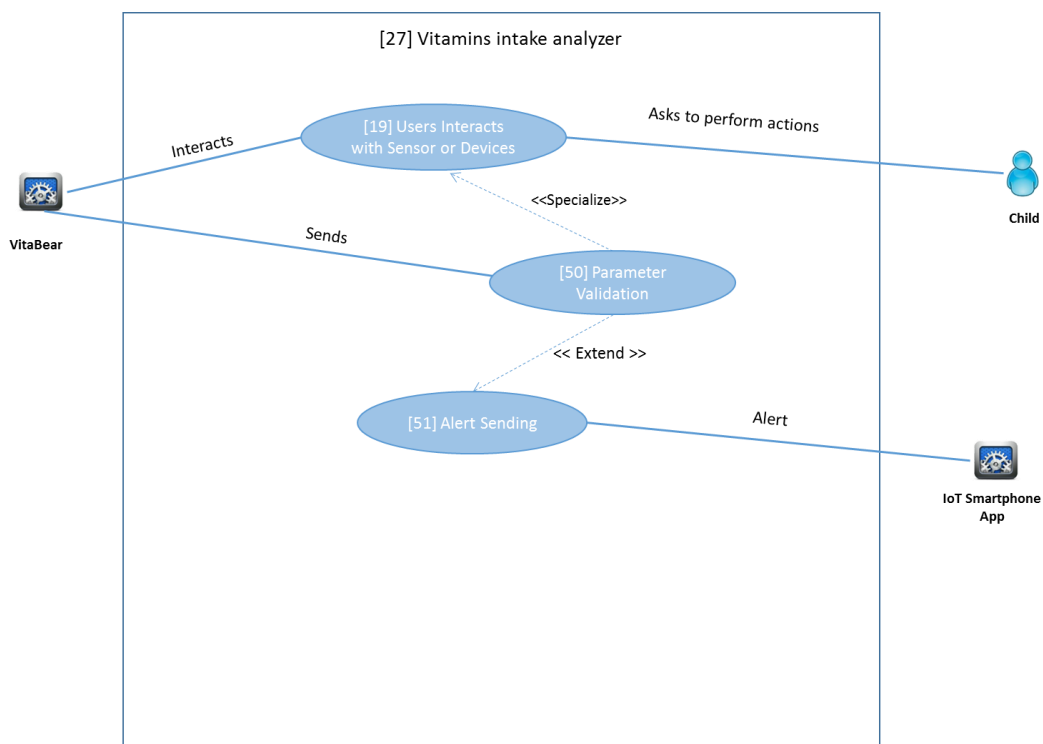 [27] Vitamins intake analyzer
[19] Users Interacts
with Sensor or Devices
Asks to perform actions
Interacts
<<Specialize>>
Child
VitaBear
Sends
[50] Parameter
Validation
<< Extend >>
[51] Alert Sending
Alert
IoT Smartphone
App